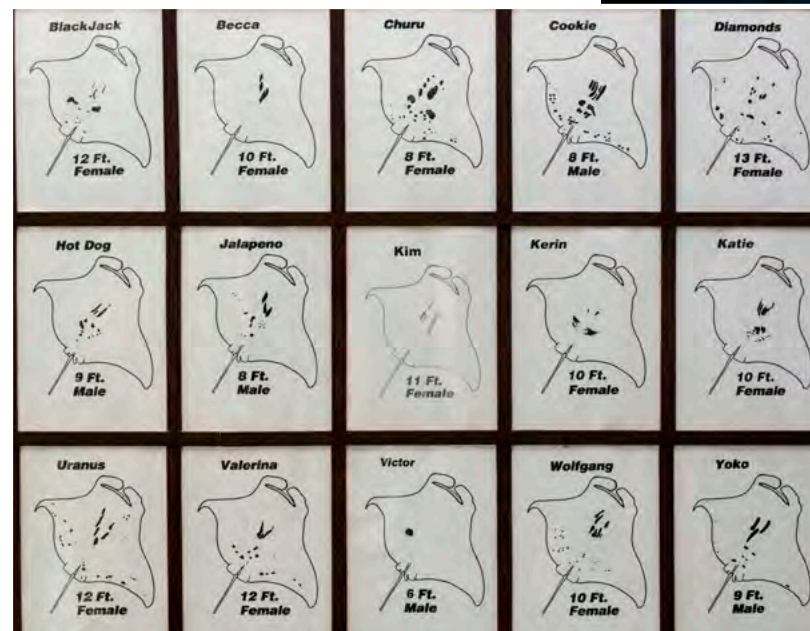 BlackJack
12 Ft.
Female
Becca
10 Ft.
Female
Churu
8 Ft.
Female
Cookie
8 Ft.
Male
Diamonds
13 Ft.
Female
Hot Dog
9 Ft.
Male
Jalapeno
8 Ft.
Male
Kim
11 Ft.
Female
Kerin
10 Ft.
Female
Katie
10 Ft.
Female
Uranus
12 Ft.
Female
Valerina
12 Ft.
Female
Victor
6 Ft.
Male
Wolfgang
10 Ft.
Female
Yoko
9 Ft.
Male